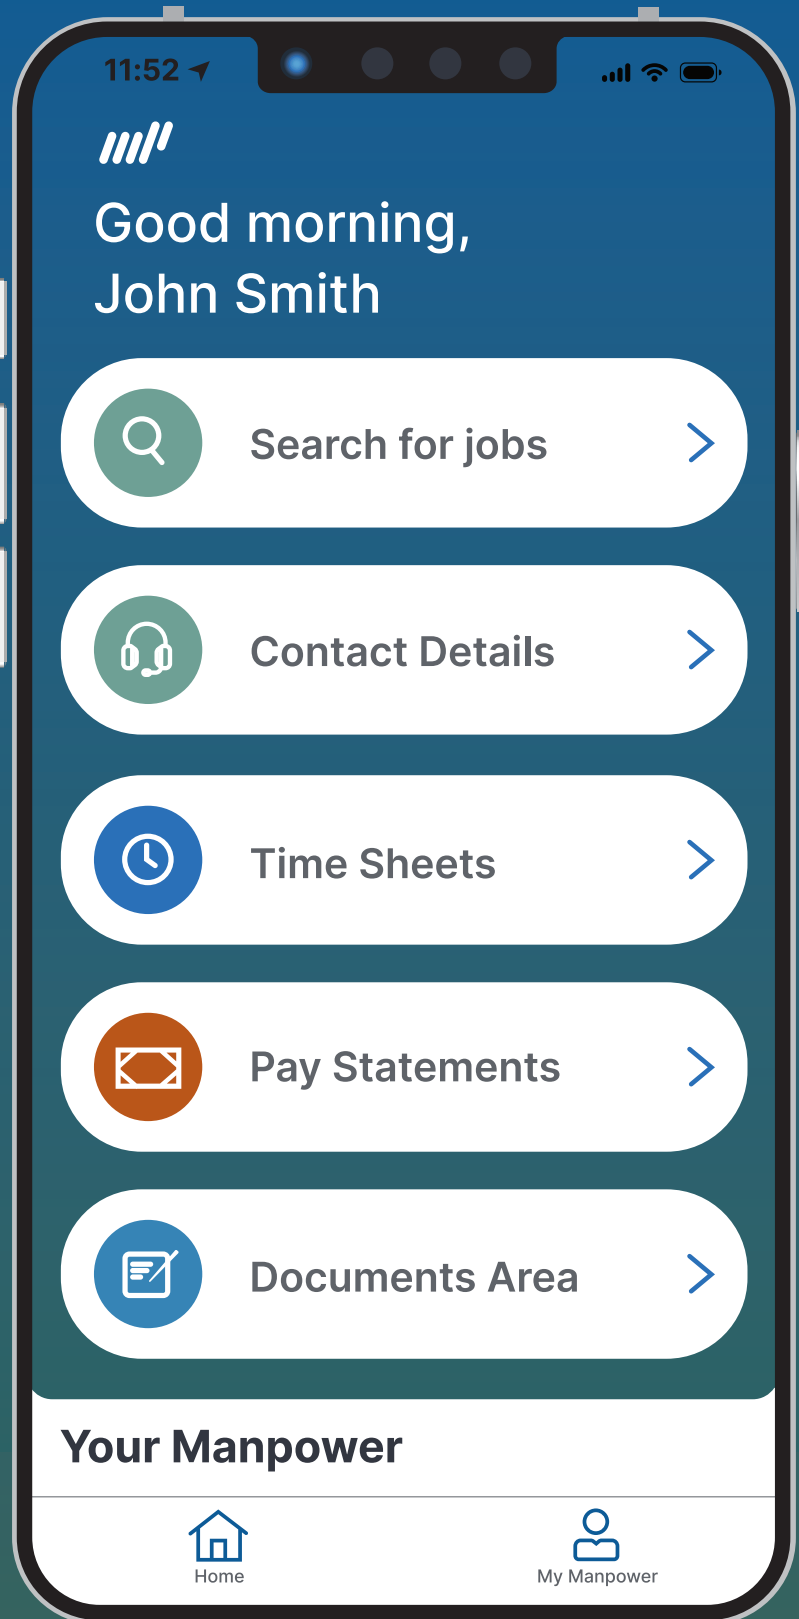 11:52
Good morning,
John Smith
Search for jobs
Contact Details
Time Sheets
Pay Statements
Documents Area
Your Manpower
Home
My Manpower